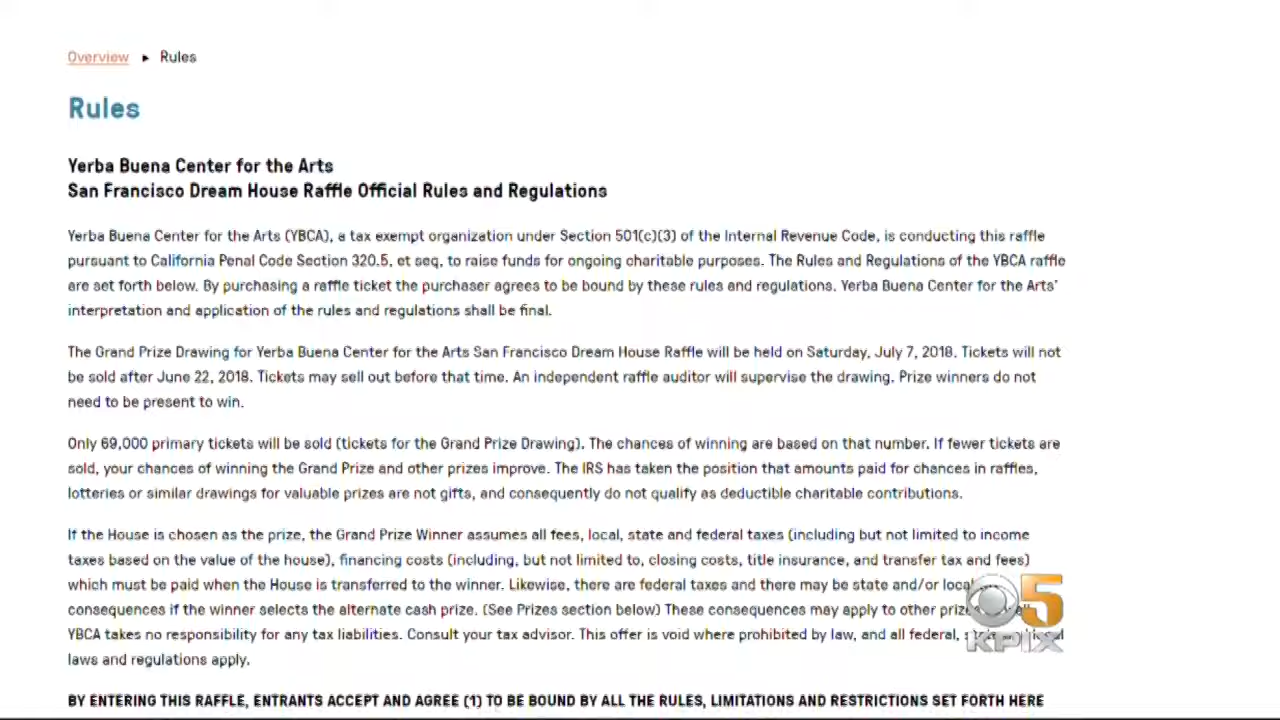 Overview ▸ Rules
Rules
Yerba Buena Center for the Arts
San Francisco Dream House Raffle Official Rules and Regulations
Yerba Buena Center for the Arts (YBCA), a tax exempt organization under Section 501(c)(3) of the Internal Revenue Code, is conducting this raffle
pursuant to California Penal Code Section 320.5, et seq, to raise funds for ongoing charitable purposes. The Rules and Regulations of the YBCA raffle
are set forth below. By purchasing a raffle ticket the purchaser agrees to be bound by these rules and regulations. Yerba Buena Center for the Arts'
interpretation and application of the rules and regulations shall be final.
The Grand Prize Drawing for Yerba Buena Center for the Arts San Francisco Dream House Raffle will be held on Saturday, July 7, 2018. Tickets will not
be sold after June 22, 2018. Tickets may sell out before that time. An independent raffle auditor will supervise the drawing. Prize winners do not
need to be present to win.
Only 69,000 primary tickets will be sold (tickets for the Grand Prize Drawing). The chances of winning are based on that number. If fewer tickets are
sold, your chances of winning the Grand Prize and other prizes improve. The IRS has taken the position that amounts paid for chances in raffles,
lotteries or similar drawings for valuable prizes are not gifts, and consequently do not qualify as deductible charitable contributions.
If the House is chosen as the prize, the Grand Prize Winner assumes all fees, local, state and federal taxes (including but not limited to income
taxes based on the value of the house), financing costs (including, but not limited to, closing costs, title insurance, and transfer tax and fees)
which must be paid when the House is transferred to the winner. Likewise, there are federal taxes and there may be state and/or local
consequences if the winner selects the alternate cash prize. (See Prizes section below) These consequences may apply to other
YBCA takes no responsibility for any tax liabilities. Consult your tax advisor. This offer is void where prohibited by law, and all federal,
laws and regulations apply.
BY ENTERING THIS RAFFLE, ENTRANTS ACCEPT AND AGREE (1) TO BE BOUND BY ALL THE RULES, LIMITATIONS AND RESTRICTIONS SET FORTH HERE
5
KPIX